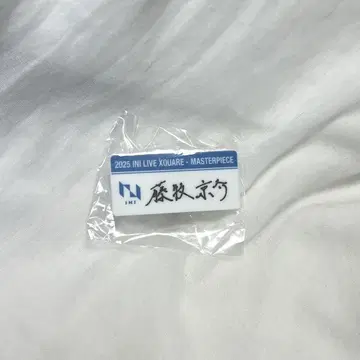 2025 INI LIVE XQUARE - MASTERPIECE
INI
藤牧京介